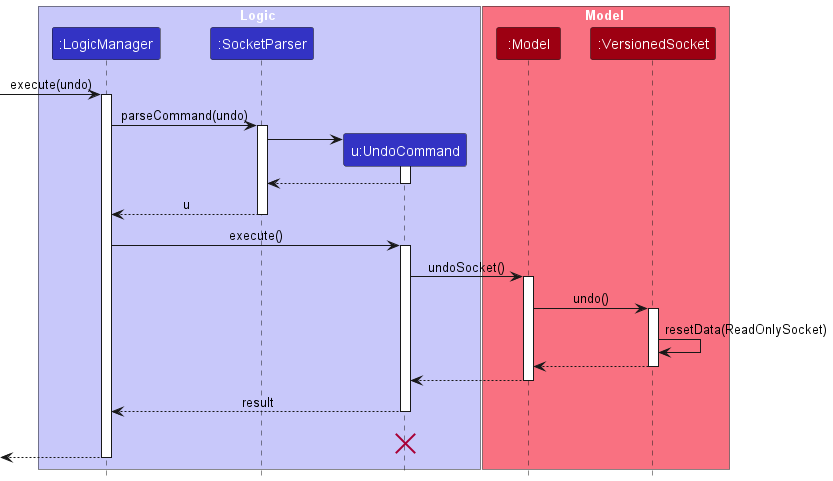 Logic
Model
:LogicManager
:SocketParser
:Model
:VersionedSocket
execute(undo)
parseCommand(undo)
u:UndoCommand
u
execute()
undoSocket()
undo()
resetData(ReadOnlySocket)
result